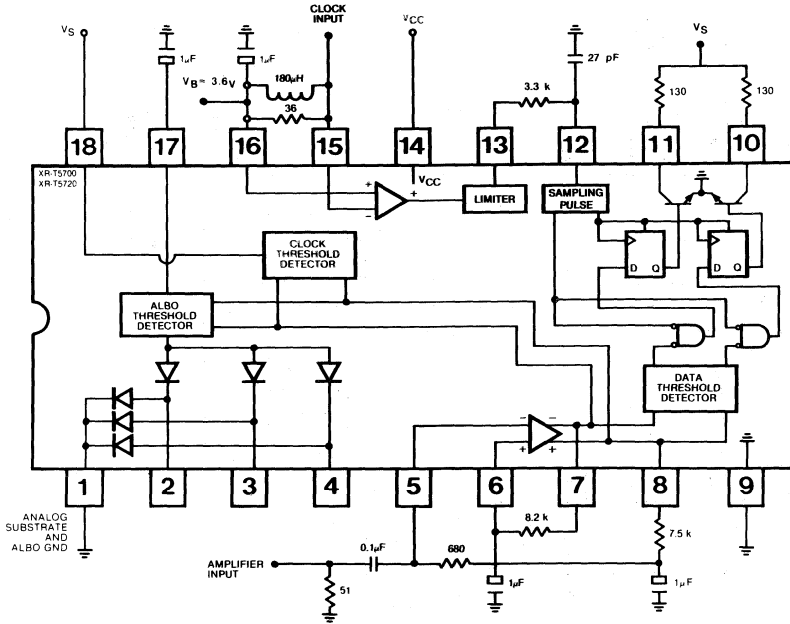 CLOCK
INPUT
VS
VCC
VS
1µF
1µF
VB= 3.6V
180µH
36
27 pF
3.3 k
130
130
18
17
16
15
14
13
12
11
10
XR-T5700
XR-T5720
VCC
+
+
−
LIMITER
SAMPLING
PULSE
CLOCK
THRESHOLD
DETECTOR
D Q
D Q
ALBO
THRESHOLD
DETECTOR
DATA
THRESHOLD
DETECTOR
− −
+ +
1
2
3
4
5
6
7
8
9
ANALOG
SUBSTRATE
AND
ALBO GND
8.2 k
7.5 k
AMPLIFIER
INPUT
0.1µF
680
51
1µF
1µF